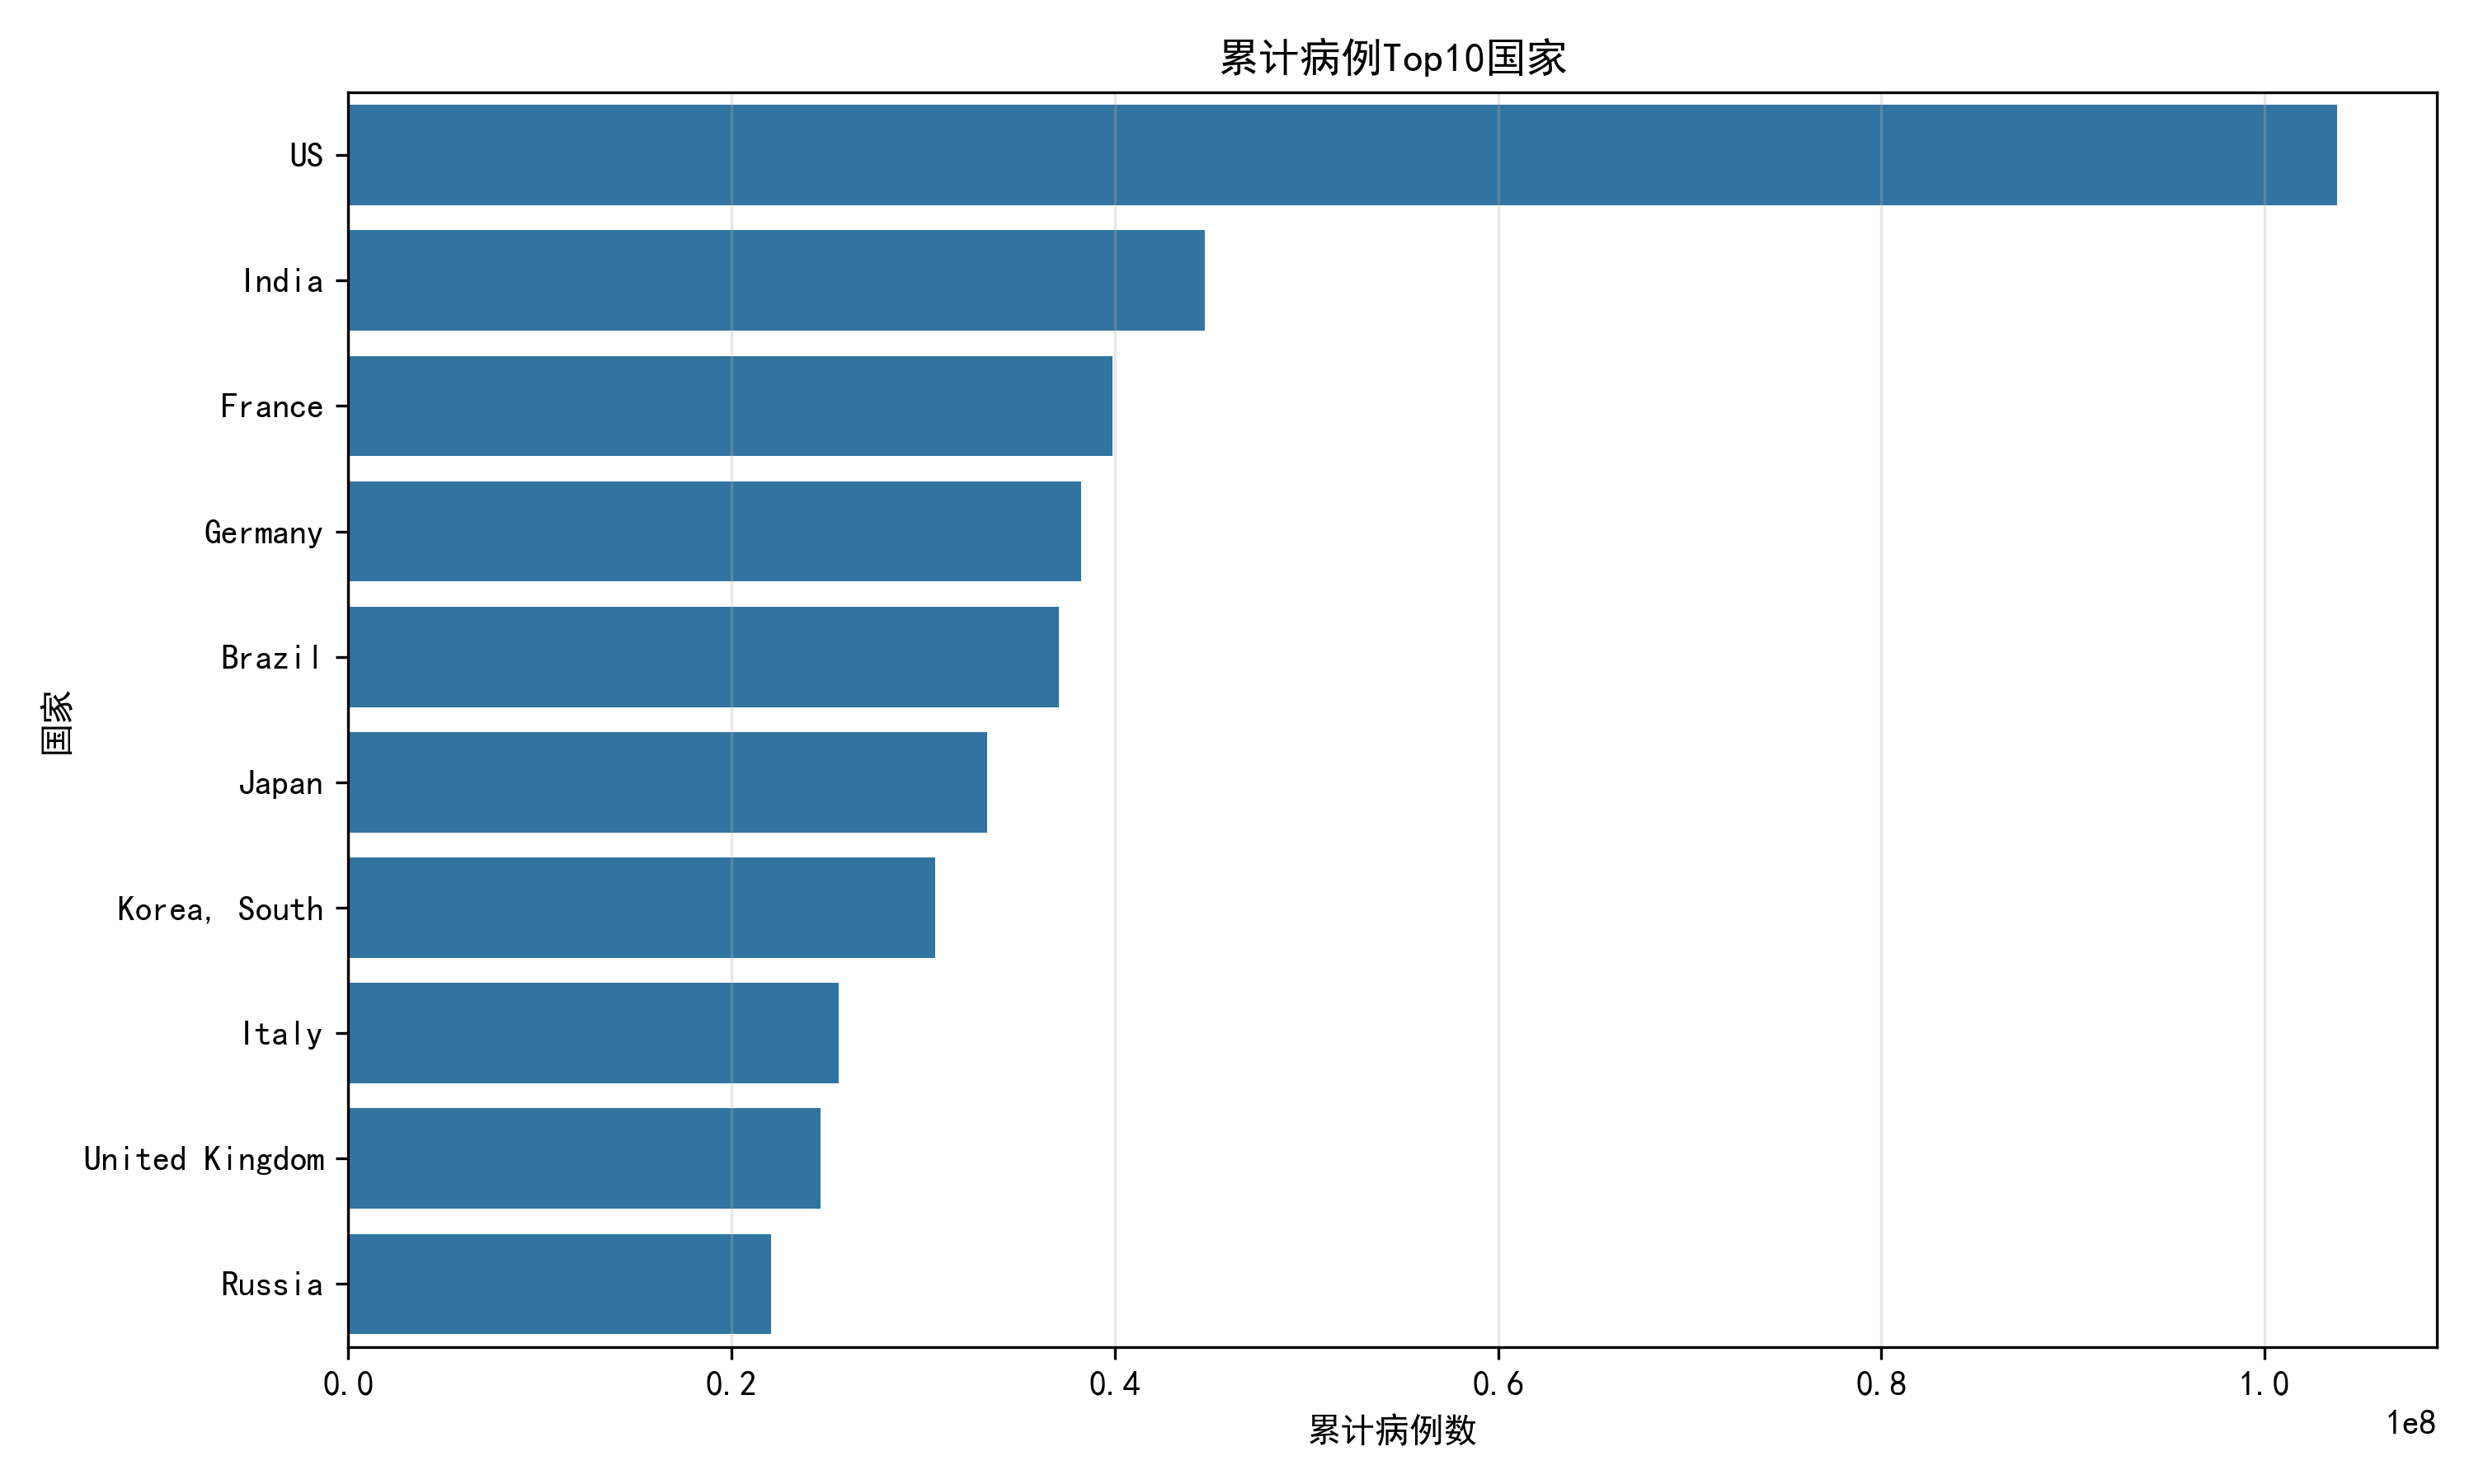 累计病例Top10国家
国家
US
India
France
Germany
Brazil
Japan
Korea, South
Italy
United Kingdom
Russia
0.0 0.2 0.4 0.6 0.8 1.0
累计病例数
1e8